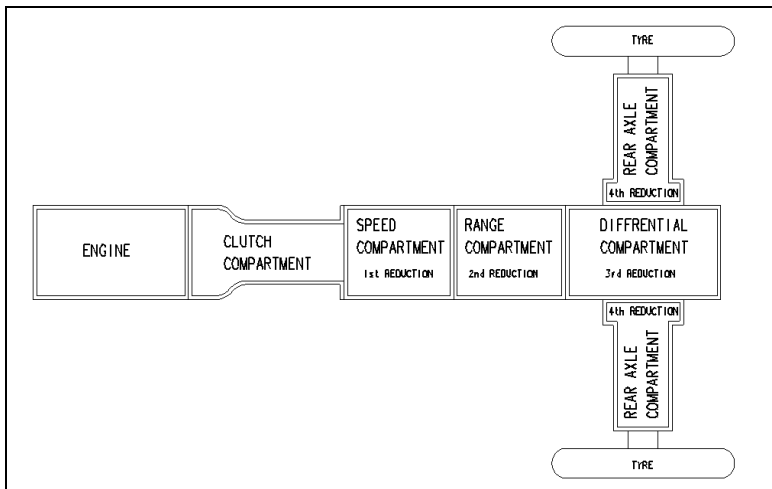 TYRE
REAR AXLE
COMPARTMENT
4th REDUCTION
ENGINE
CLUTCH
COMPARTMENT
SPEED
COMPARTMENT
1st REDUCTION
RANGE
COMPARTMENT
2nd REDUCTION
DIFFRENTIAL
COMPARTMENT
3rd REDUCTION
4th REDUCTION
REAR AXLE
COMPARTMENT
TYRE